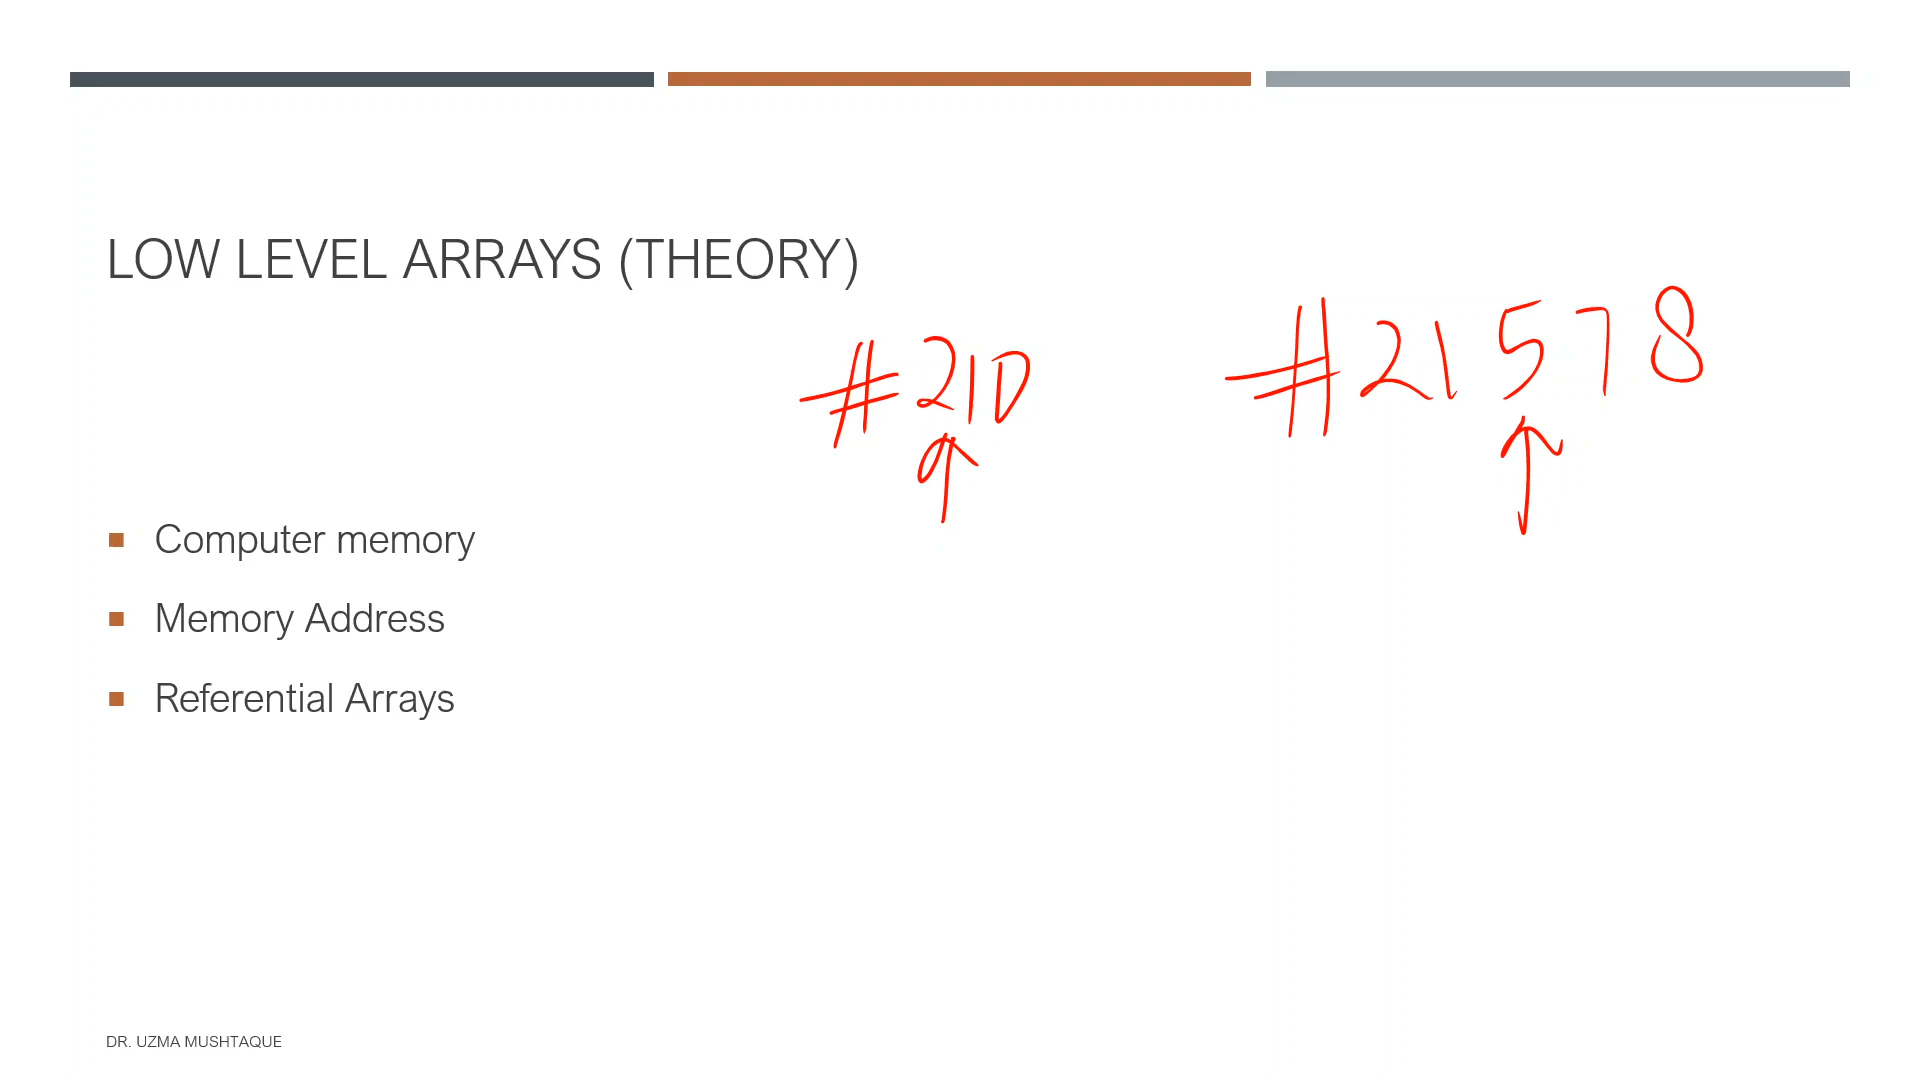 LOW LEVEL ARRAYS (THEORY)
#210
#21578
Computer memory
Memory Address
Referential Arrays
DR. UZMA MUSHTAQUE